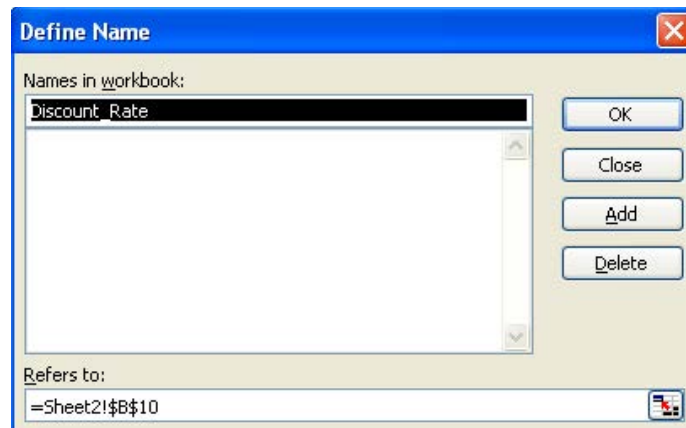 Define Name
Names in workbook:
Discount_Rate
OK
Close
Add
Delete
Refers to:
=Sheet2!$B$10